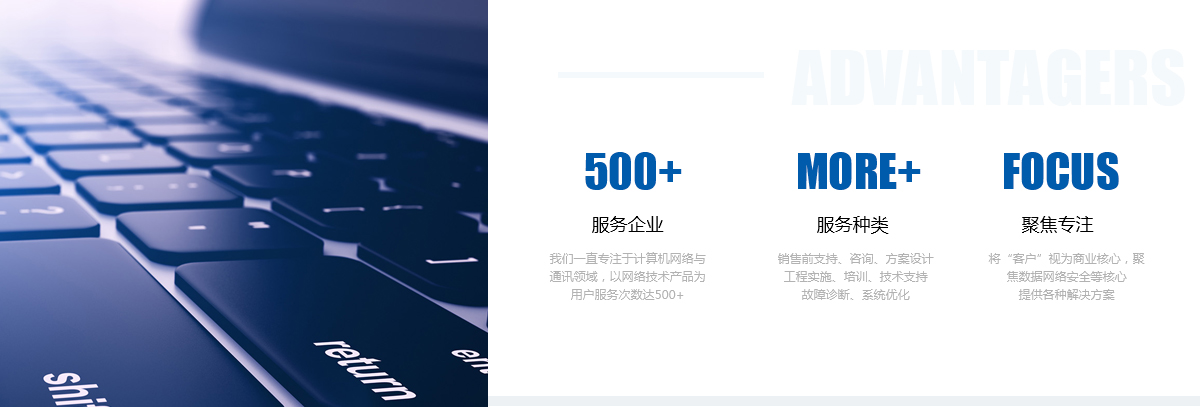 ADVANTAGERS
500+
MORE+
FOCUS
服务企业
服务种类
聚焦专注
我们一直专注于计算机网络与
通讯领域，以网络技术产品为
用户服务次数达500+
销售前支持、咨询、方案设计
工程实施、培训、技术支持
故障诊断、系统优化
将“客户”视为商业核心，聚
焦数据网络安全等核心
提供各种解决方案
return